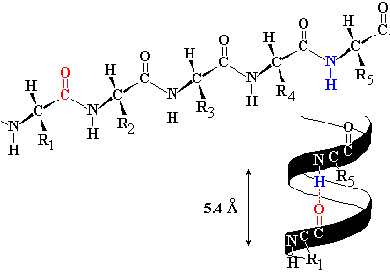 O
H O
H O C C C
H O C C N
H O C C N H R5
H O C C N H R4
C C N H R3
N H R2
H R1
O
N C C
H R5
5.4 Å
O
N C C
H R1